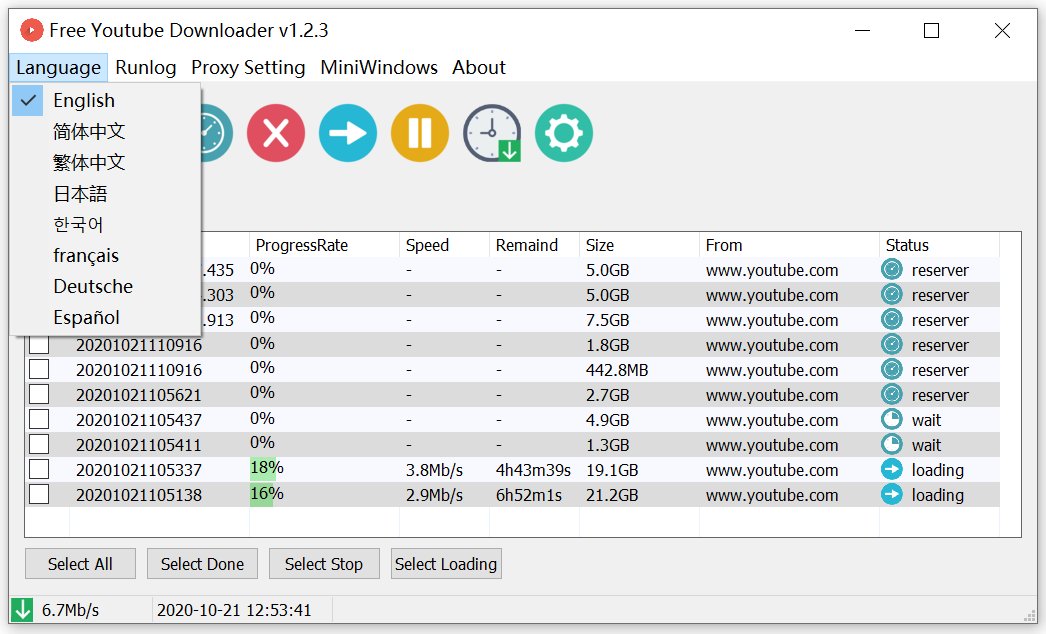 Free Youtube Downloader v1.2.3
Language Runlog Proxy Setting MiniWindows About
English
简体中文
繁体中文
日本語
한국어
français
Deutsche
Español
ProgressRate Speed Remaind Size From Status
.435 0% - - 5.0GB www.youtube.com reserver
.303 0% - - 5.0GB www.youtube.com reserver
.913 0% - - 7.5GB www.youtube.com reserver
20201021110916 0% - - 1.8GB www.youtube.com reserver
20201021110916 0% - - 442.8MB www.youtube.com reserver
20201021105621 0% - - 2.7GB www.youtube.com reserver
20201021105437 0% - - 4.9GB www.youtube.com wait
20201021105411 0% - - 1.3GB www.youtube.com wait
20201021105337 18% 3.8Mb/s 4h43m39s 19.1GB www.youtube.com loading
20201021105138 16% 2.9Mb/s 6h52m1s 21.2GB www.youtube.com loading
Select All Select Done Select Stop Select Loading
6.7Mb/s 2020-10-21 12:53:41